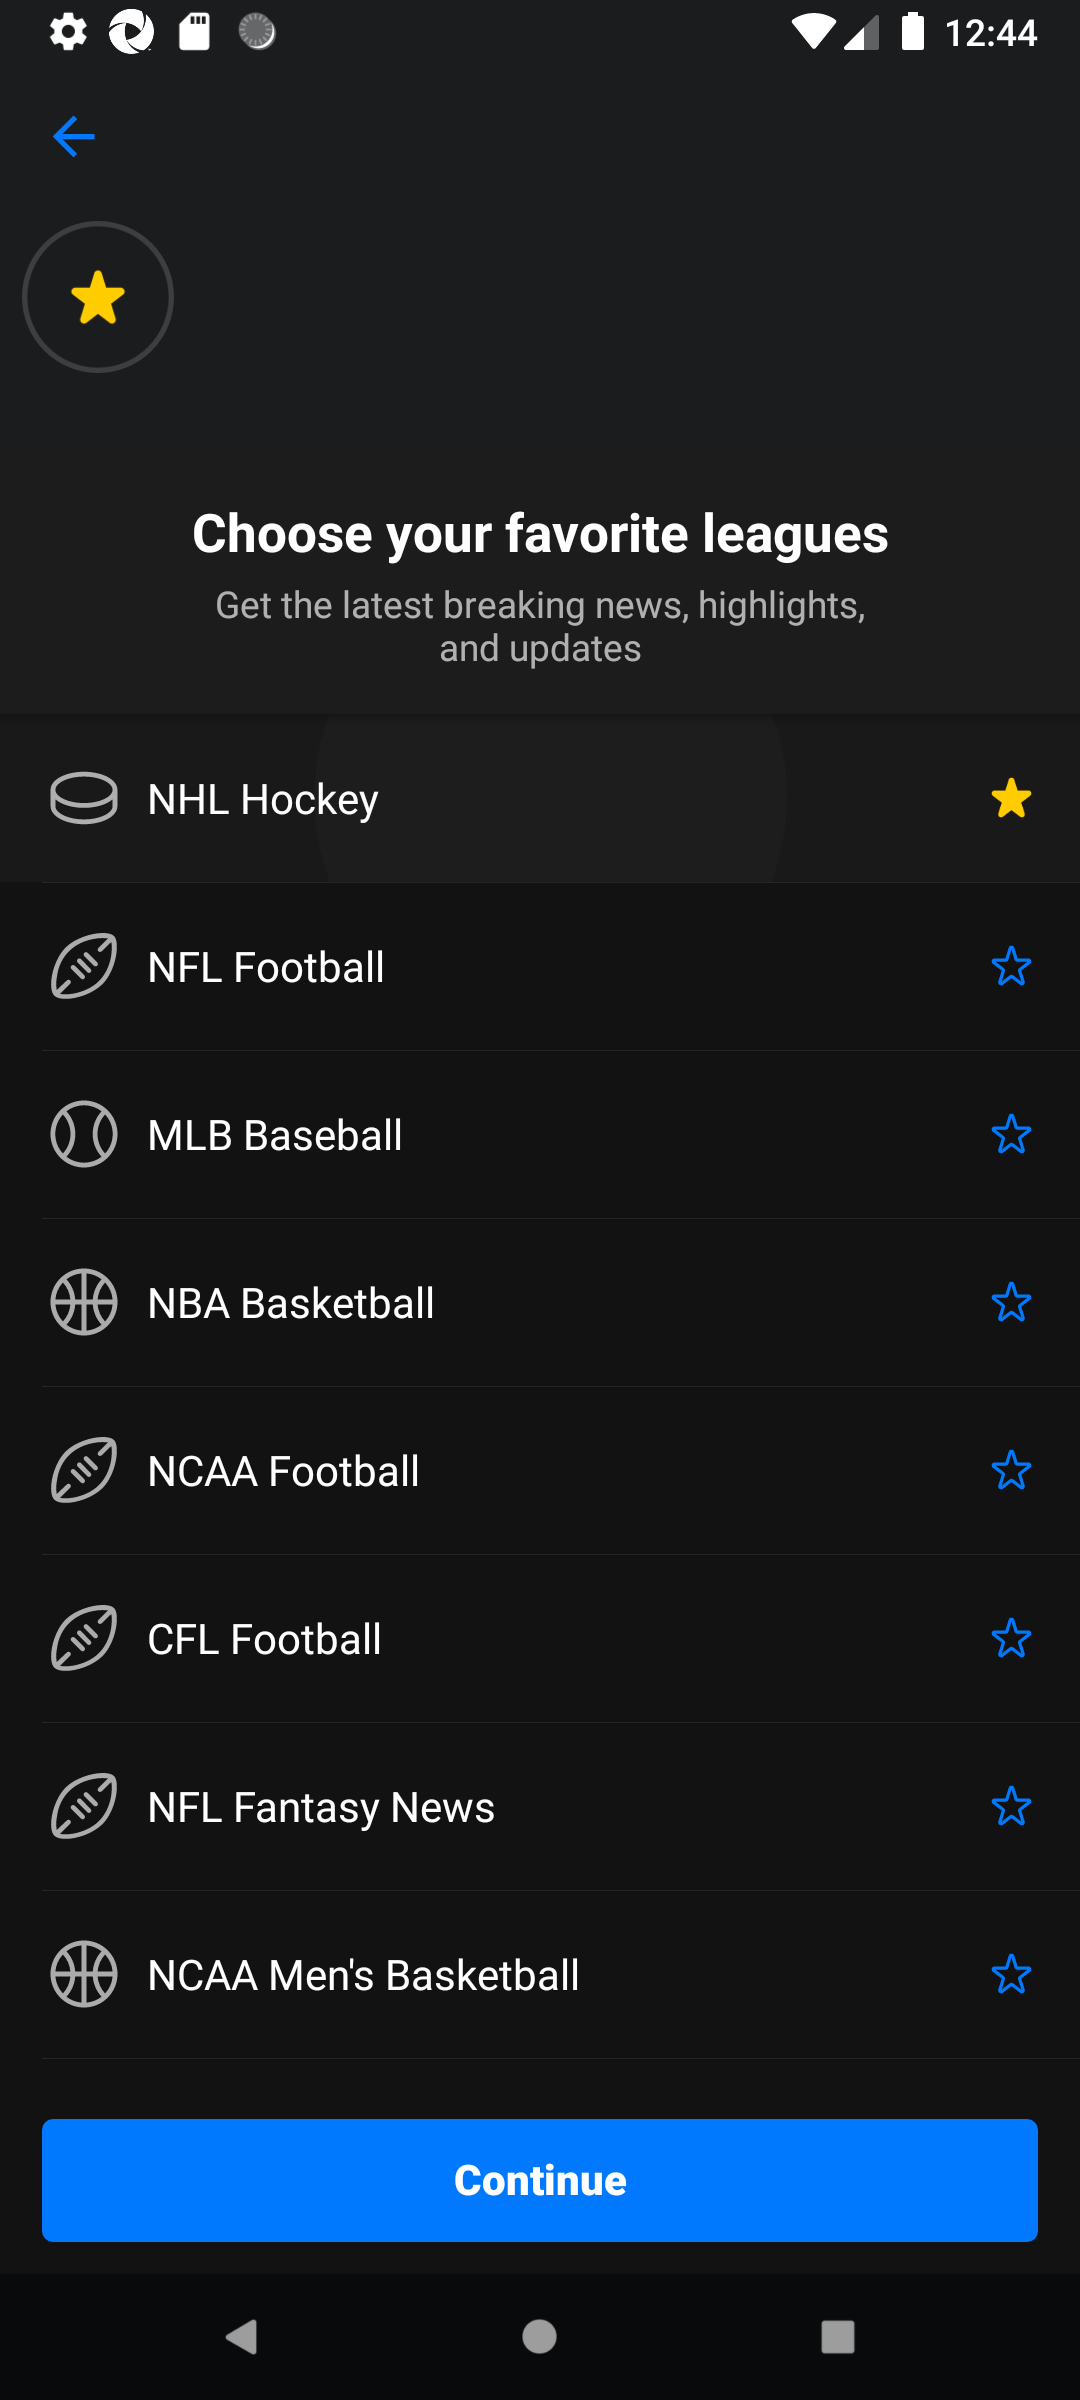 12:44
Choose your favorite leagues
Get the latest breaking news, highlights,
and updates
NHL Hockey
NFL Football
MLB Baseball
NBA Basketball
NCAA Football
CFL Football
NFL Fantasy News
NCAA Men's Basketball
Continue